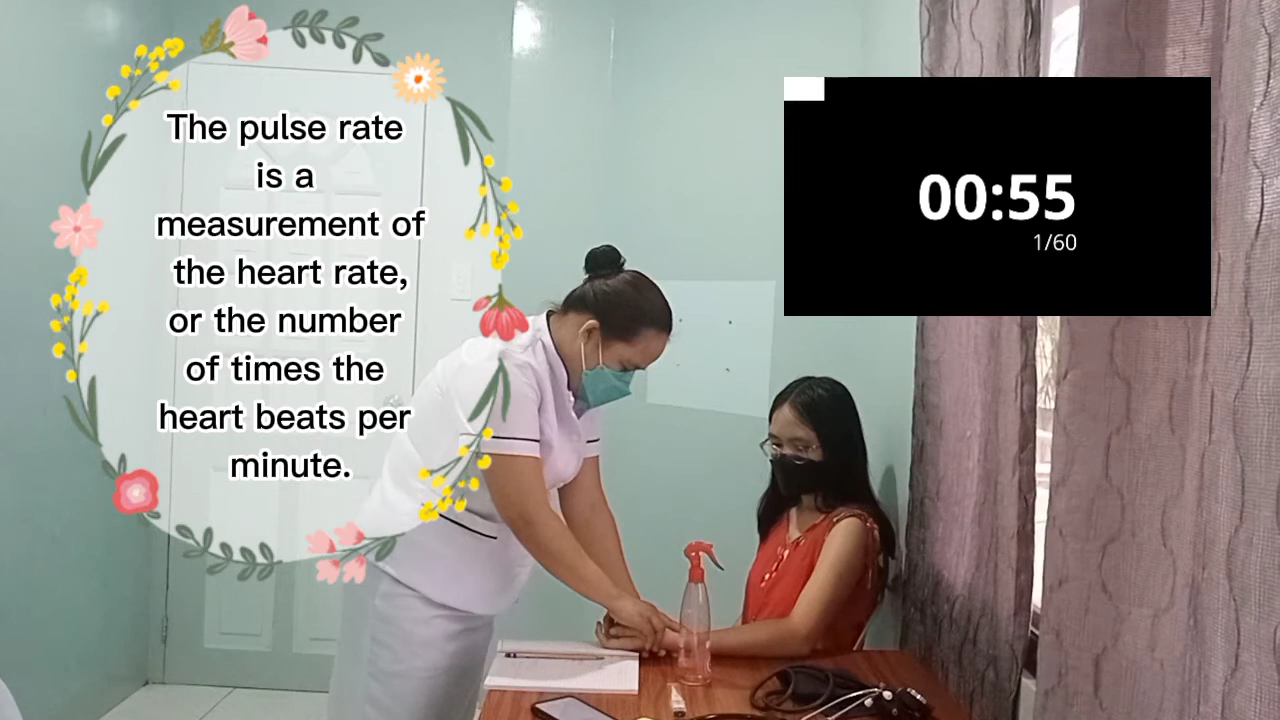 The pulse rate
is a
measurement of
the heart rate,
or the number
of times the
heart beats per
minute.
00:55
1/60